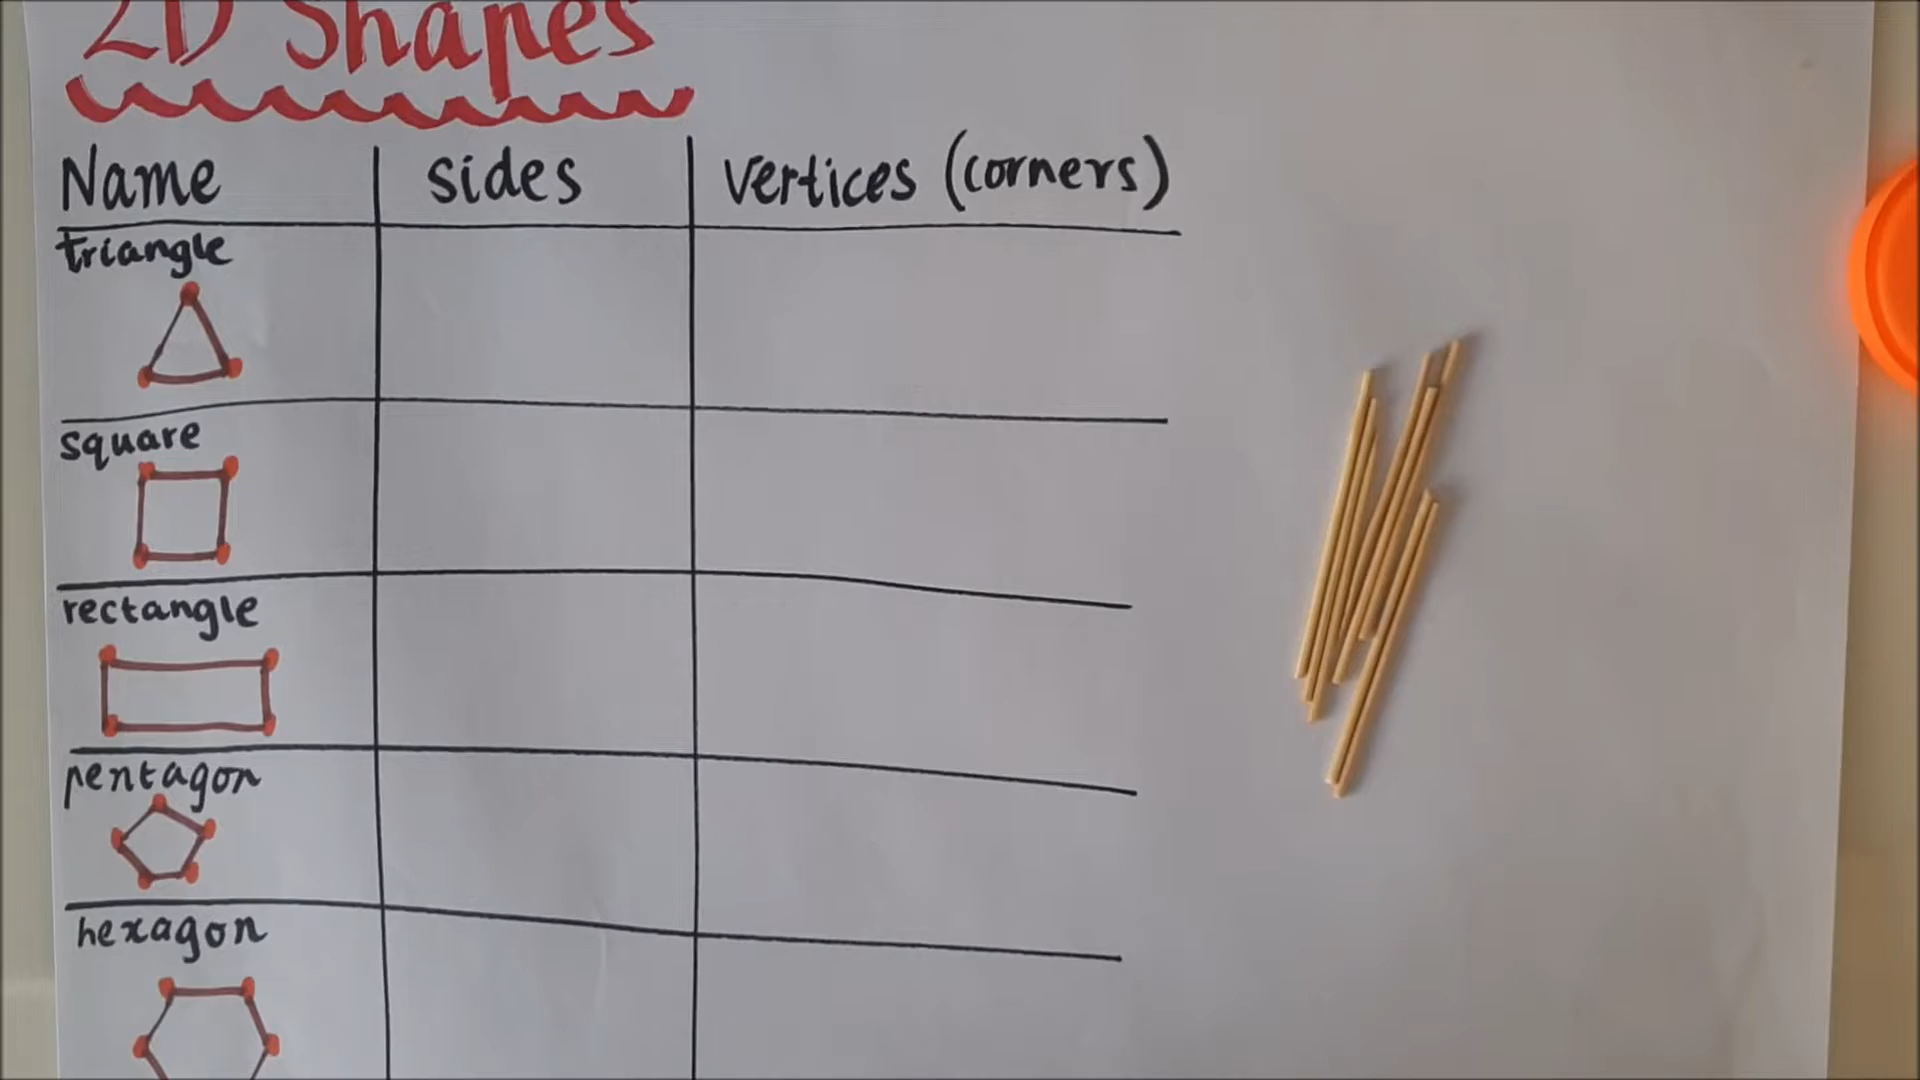 2D Shapes
Name sides vertices (corners)
triangle
square
rectangle
pentagon
hexagon